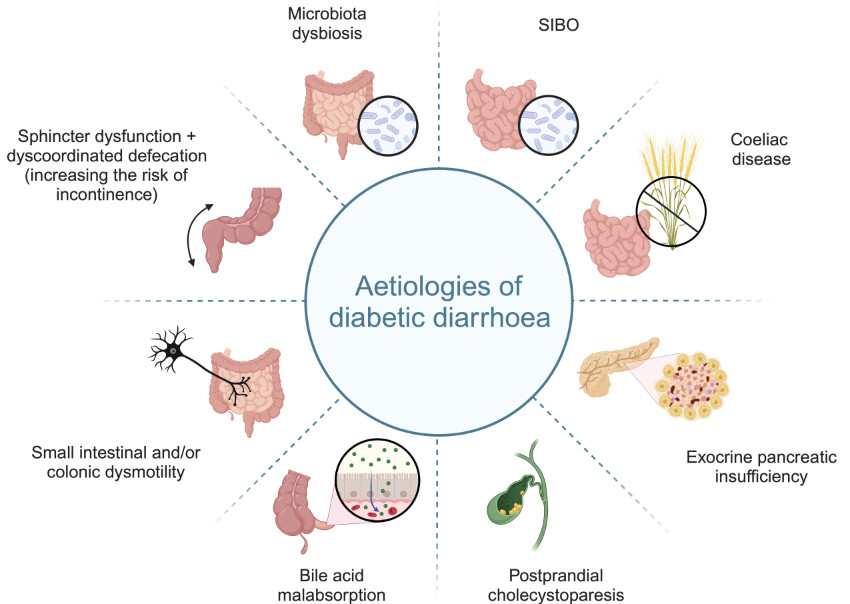 Microbiota
dysbiosis
SIBO
Coeliac
disease
Sphincter dysfunction +
dyscoordinated defecation
(increasing the risk of
incontinence)
Aetiologies of
diabetic diarrhoea
Small intestinal and/or
colonic dysmotility
Exocrine pancreatic
insufficiency
Bile acid
malabsorption
Postprandial
cholecystoparesis